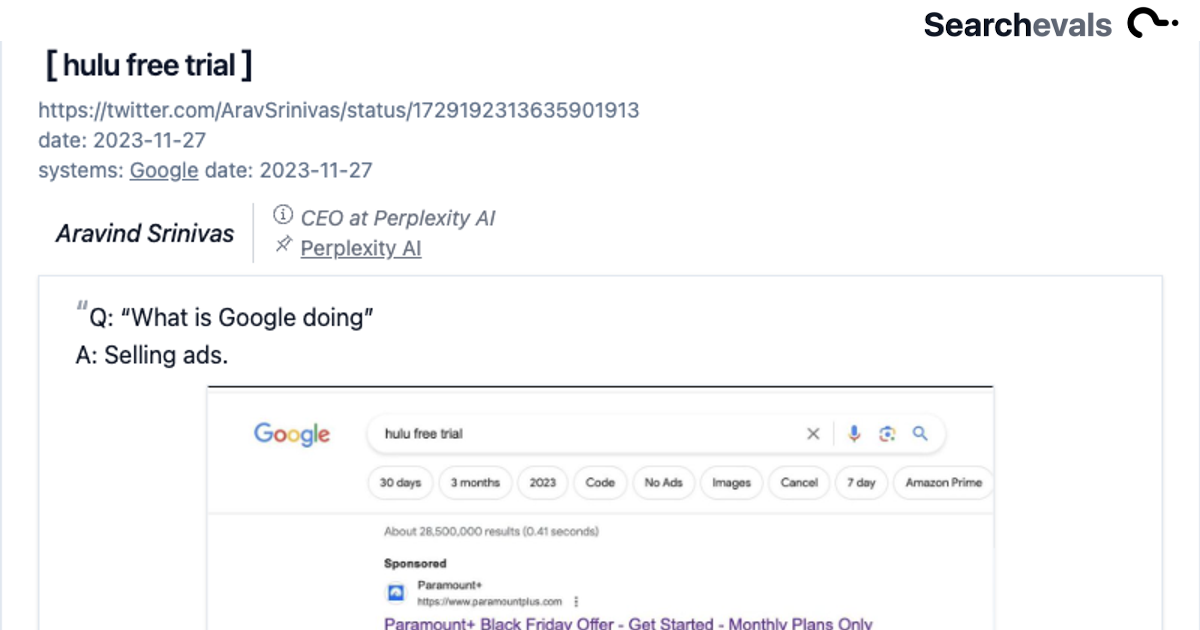 Searchevals
[ hulu free trial ]
https://twitter.com/AravSrinivas/status/1729192313635901913
date: 2023-11-27
systems: Google date: 2023-11-27
Aravind Srinivas
CEO at Perplexity AI
Perplexity AI
“Q: “What is Google doing”
A: Selling ads.
Google
hulu free trial
30 days 3 months 2023 Code No Ads Images Cancel 7 day Amazon Prime
About 28,500,000 results (0.41 seconds)
Sponsored
Paramount+
https://www.paramountplus.com
Paramount+ Black Friday Offer - Get Started - Monthly Plans Only